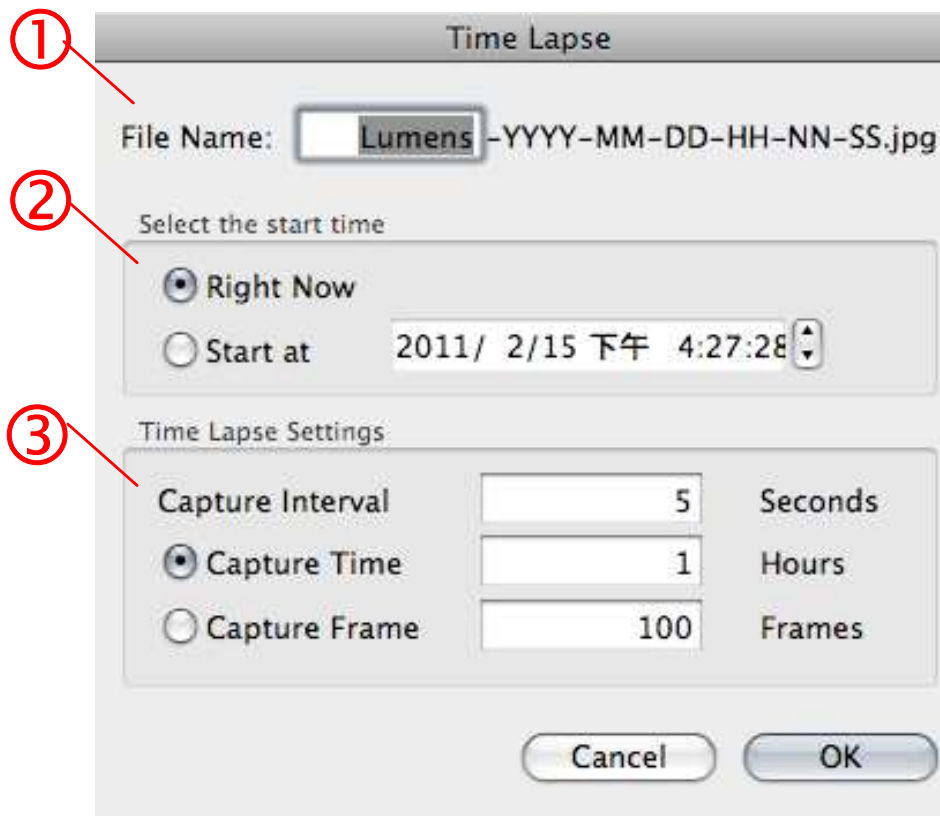 ①
Time Lapse
File Name: Lumens -YYYY-MM-DD-HH-NN-SS.jpg
②
Select the start time
Right Now
Start at 2011/ 2/15 下午 4:27:28
③
Time Lapse Settings
Capture Interval 5 Seconds
Capture Time 1 Hours
Capture Frame 100 Frames
Cancel OK